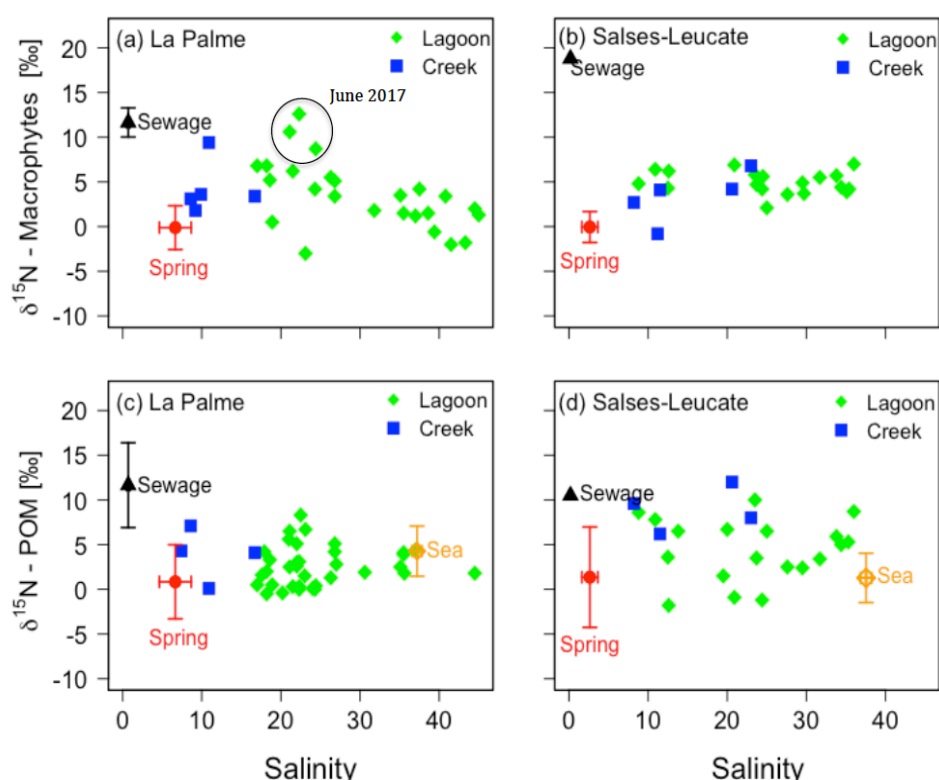 (a) La Palme
Lagoon
Creek
June 2017
Sewage
Spring
δ¹⁵N - Macrophytes [‰]
20
15
10
5
0
-5
-10
(b) Salses-Leucate
Lagoon
Creek
Sewage
Spring
(c) La Palme
Lagoon
Creek
Sewage
Sea
Spring
δ¹⁵N - POM [‰]
20
15
10
5
0
-5
-10
0 10 20 30 40
Salinity
(d) Salses-Leucate
Lagoon
Creek
Sewage
Sea
Spring
0 10 20 30 40
Salinity